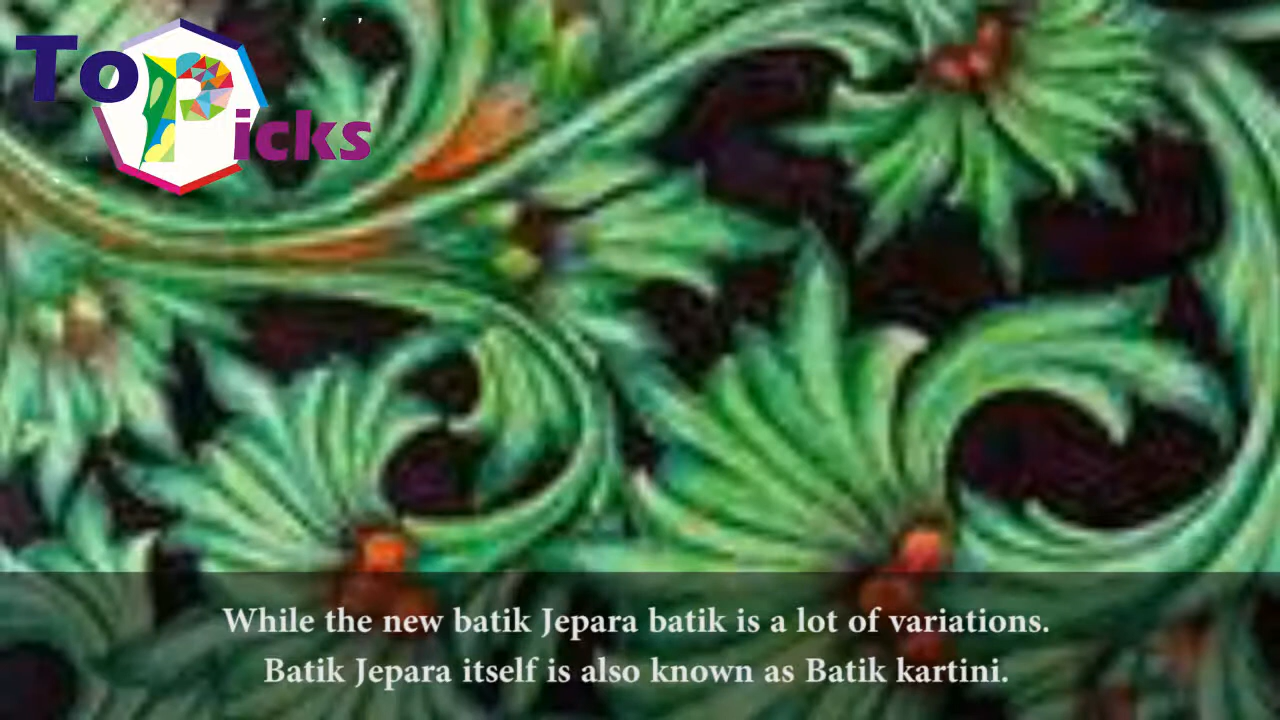 ToPicks
While the new batik Jepara batik is a lot of variations.
Batik Jepara itself is also known as Batik kartini.